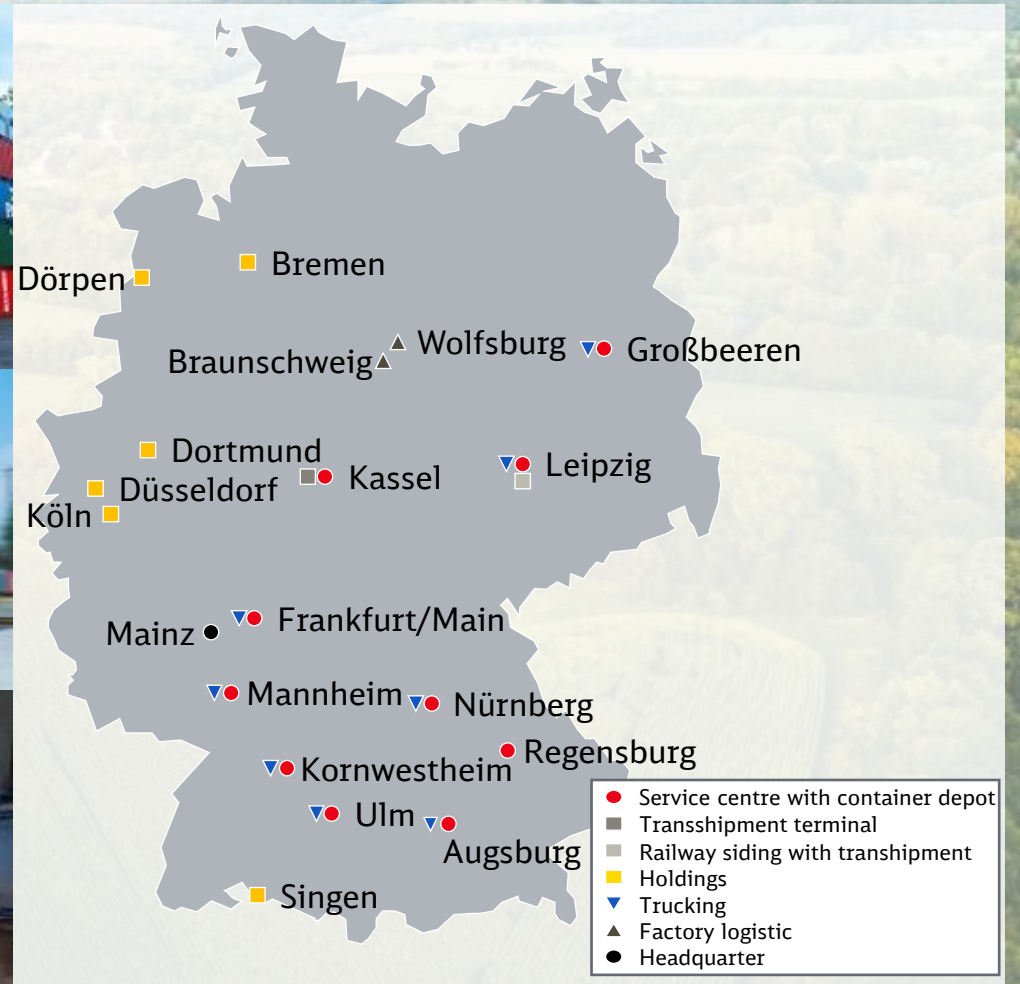 Bremen
Dörpen
Wolfsburg
Braunschweig
Großbeeren
Dortmund
Leipzig
Kassel
Düsseldorf
Köln
Frankfurt/Main
Mainz
Mannheim
Nürnberg
Regensburg
Kornwestheim
Ulm
Augsburg
Singen
Service centre with container depot
Transshipment terminal
Railway siding with transhipment
Holdings
Trucking
Factory logistic
Headquarter